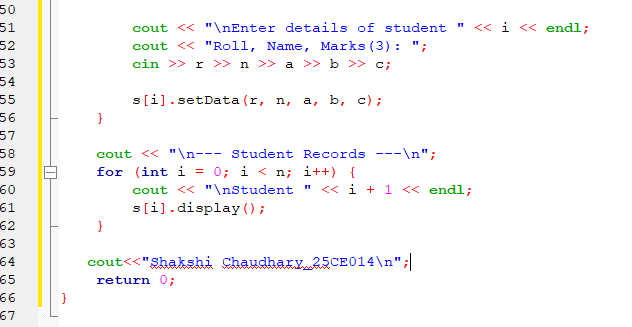 50
51 cout << "\nEnter details of student " << i << endl;
52 cout << "Roll, Name, Marks(3): ";
53 cin >> r >> n >> a >> b >> c;
54
55 s[i].setData(r, n, a, b, c);
56 }
57
58 cout << "\n--- Student Records ---\n";
59 for (int i = 0; i < n; i++) {
60 cout << "\nStudent " << i + 1 << endl;
61 s[i].display();
62 }
63
64 cout<<"Shakshi Chaudhary_25CE014\n";
65 return 0;
66 }
67